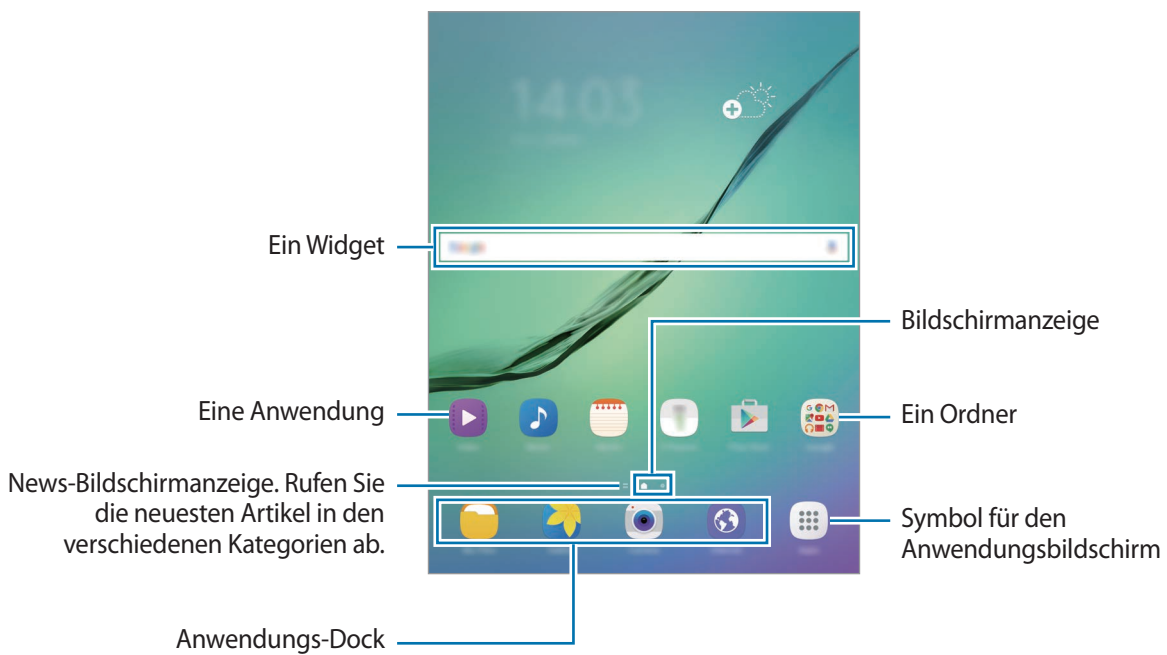 Ein Widget
Bildschirmanzeige
Eine Anwendung
Ein Ordner
News-Bildschirmanzeige. Rufen Sie
die neuesten Artikel in den
verschiedenen Kategorien ab.
Symbol für den
Anwendungsbildschirm
Anwendungs-Dock